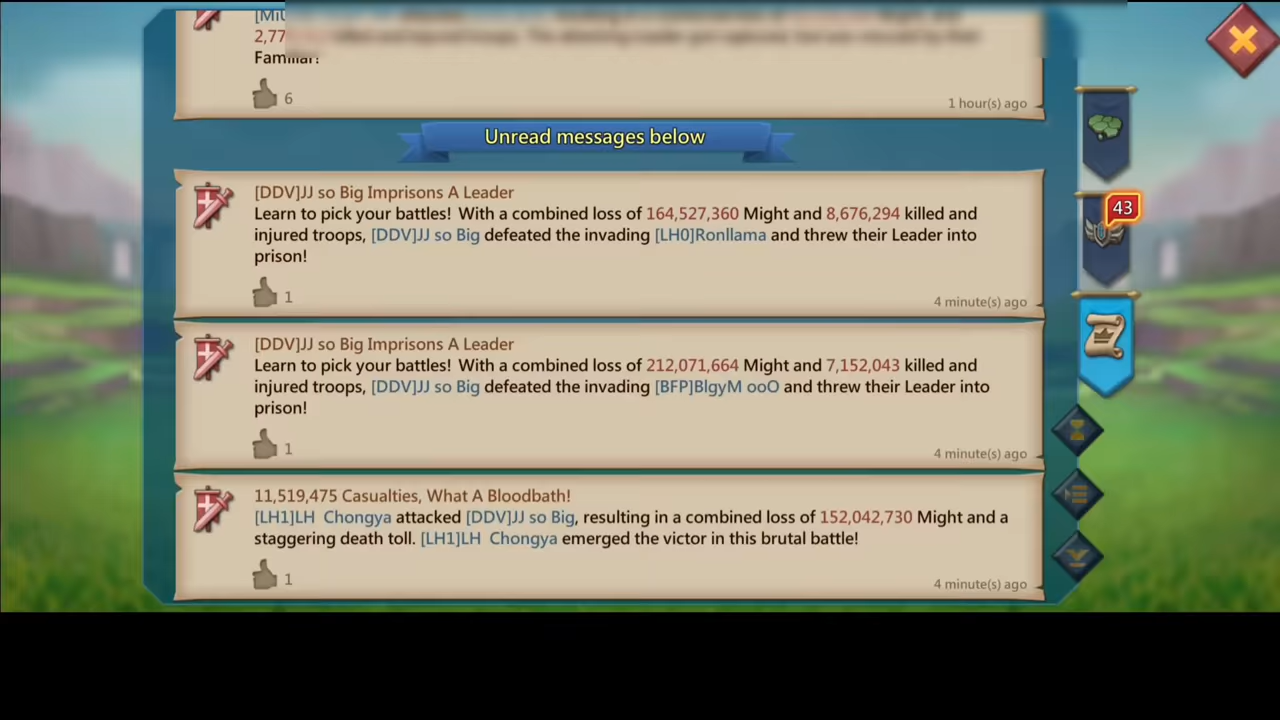 [Mi
2,77
Familiar!
6
1 hour(s) ago
Unread messages below
[DDV]JJ so Big Imprisons A Leader
Learn to pick your battles! With a combined loss of 164,527,360 Might and 8,676,294 killed and
injured troops, [DDV]JJ so Big defeated the invading [LH0]Ronllama and threw their Leader into
prison!
1
4 minute(s) ago
[DDV]JJ so Big Imprisons A Leader
Learn to pick your battles! With a combined loss of 212,071,664 Might and 7,152,043 killed and
injured troops, [DDV]JJ so Big defeated the invading [BFP]BlgyM ooO and threw their Leader into
prison!
1
4 minute(s) ago
11,519,475 Casualties, What A Bloodbath!
[LH1]LH Chongya attacked [DDV]JJ so Big, resulting in a combined loss of 152,042,730 Might and a
staggering death toll. [LH1]LH Chongya emerged the victor in this brutal battle!
1
4 minute(s) ago
43